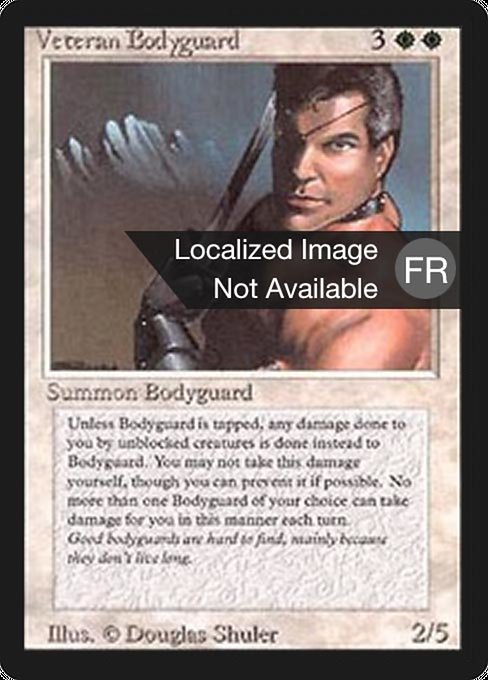 Veteran Bodyguard 3
Localized Image
Not Available
FR
Summon Bodyguard
Unless Bodyguard is tapped, any damage done to
you by unblocked creatures is done instead to
Bodyguard. You may not take this damage
yourself, though you can prevent it if possible. No
more than one Bodyguard of your choice can take
damage for you in this manner each turn.
Good bodyguards are hard to find, mainly because
they don't live long.
Illus. © Douglas Shuler 2/5